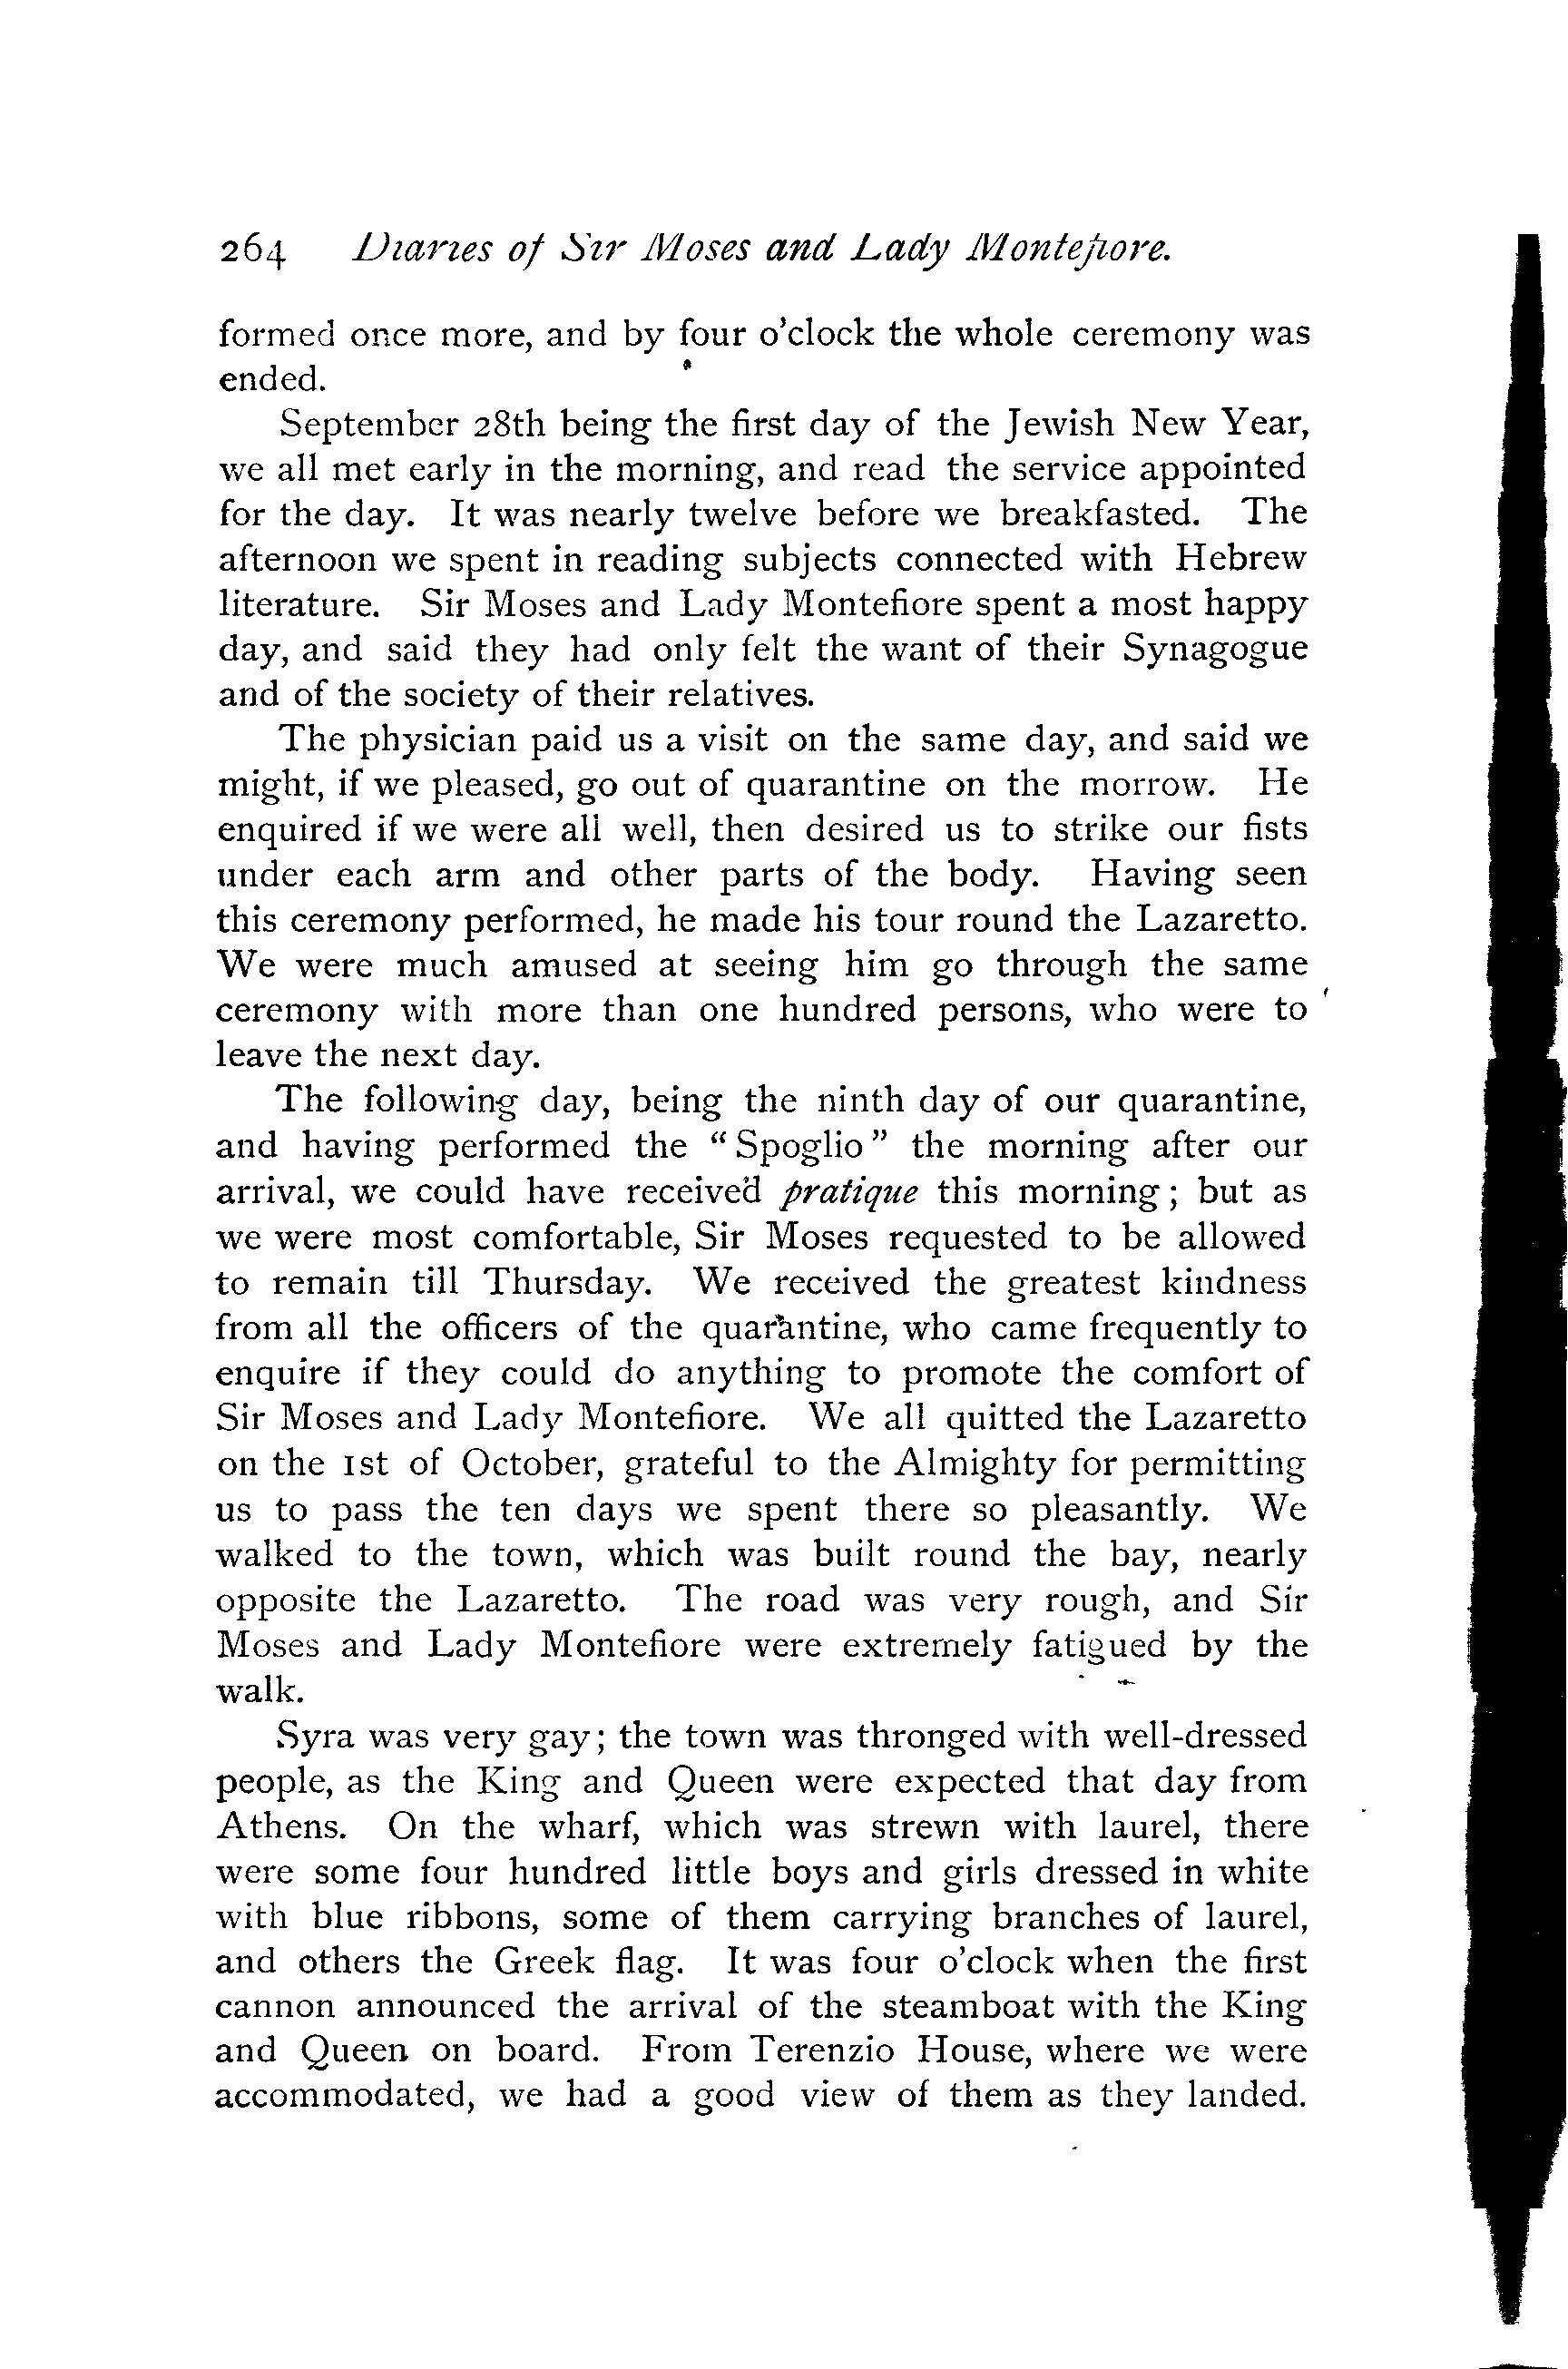 264 Diaries of Sir Moses and Lady Montefiore.
formed once more, and by four o'clock the whole ceremony was
ended.
September 28th being the first day of the Jewish New Year,
we all met early in the morning, and read the service appointed
for the day. It was nearly twelve before we breakfasted. The
afternoon we spent in reading subjects connected with Hebrew
literature. Sir Moses and Lady Montefiore spent a most happy
day, and said they had only felt the want of their Synagogue
and of the society of their relatives.
The physician paid us a visit on the same day, and said we
might, if we pleased, go out of quarantine on the morrow. He
enquired if we were all well, then desired us to strike our fists
under each arm and other parts of the body. Having seen
this ceremony performed, he made his tour round the Lazaretto.
We were much amused at seeing him go through the same
ceremony with more than one hundred persons, who were to
leave the next day.
The following day, being the ninth day of our quarantine,
and having performed the "Spoglio" the morning after our
arrival, we could have received pratique this morning; but as
we were most comfortable, Sir Moses requested to be allowed
to remain till Thursday. We received the greatest kindness
from all the officers of the quarantine, who came frequently to
enquire if they could do anything to promote the comfort of
Sir Moses and Lady Montefiore. We all quitted the Lazaretto
on the 1st of October, grateful to the Almighty for permitting
us to pass the ten days we spent there so pleasantly. We
walked to the town, which was built round the bay, nearly
opposite the Lazaretto. The road was very rough, and Sir
Moses and Lady Montefiore were extremely fatigued by the
walk.
Syra was very gay; the town was thronged with well-dressed
people, as the King and Queen were expected that day from
Athens. On the wharf, which was strewn with laurel, there
were some four hundred little boys and girls dressed in white
with blue ribbons, some of them carrying branches of laurel,
and others the Greek flag. It was four o'clock when the first
cannon announced the arrival of the steamboat with the King
and Queen on board. From Terenzio House, where we were
accommodated, we had a good view of them as they landed.